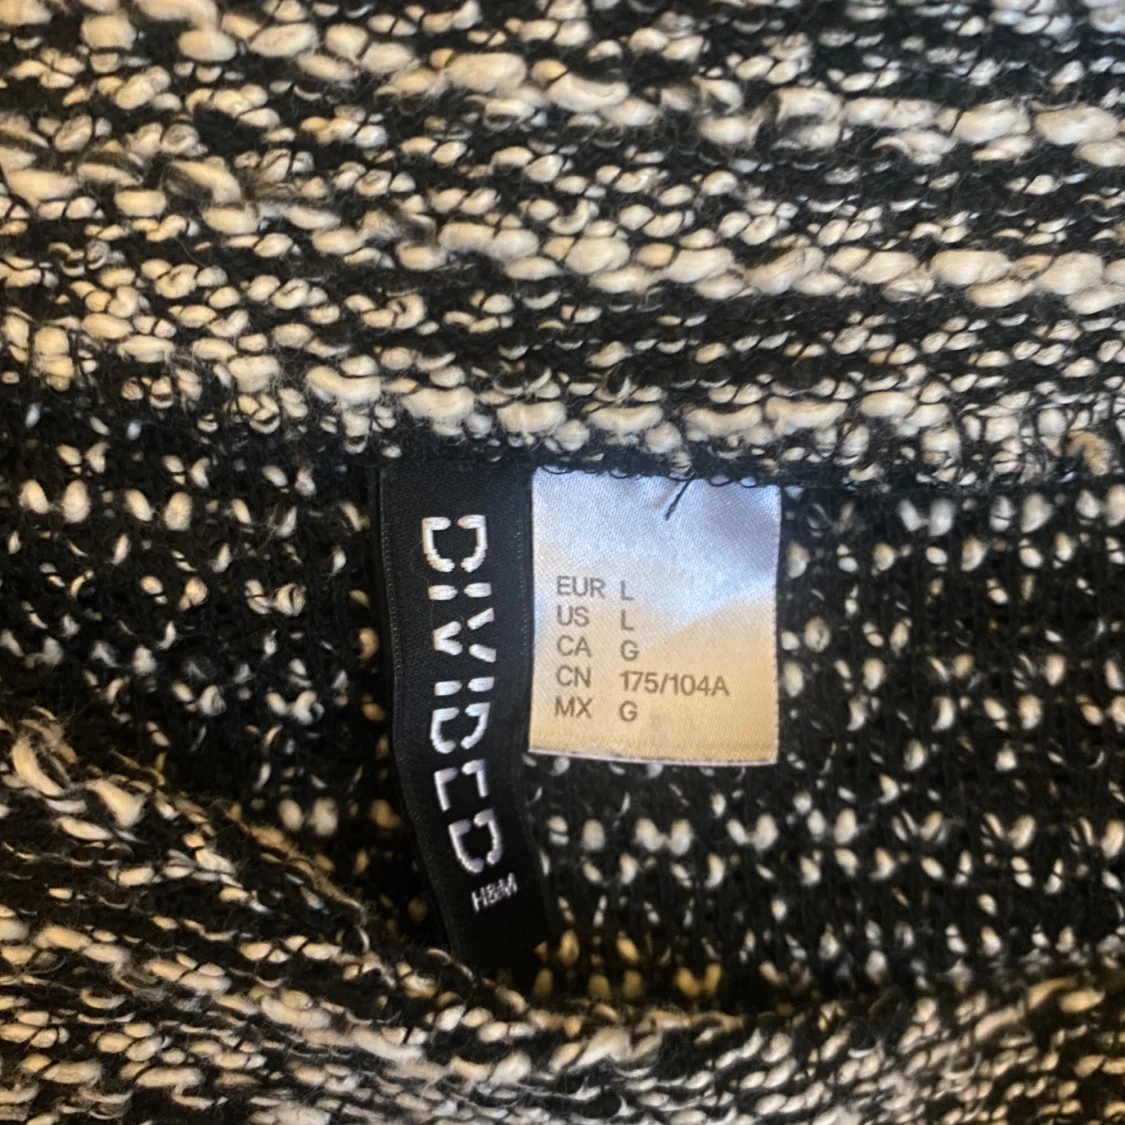 DIVIDED
H&M
EUR L
US L
CA G
CN 175/104A
MX G